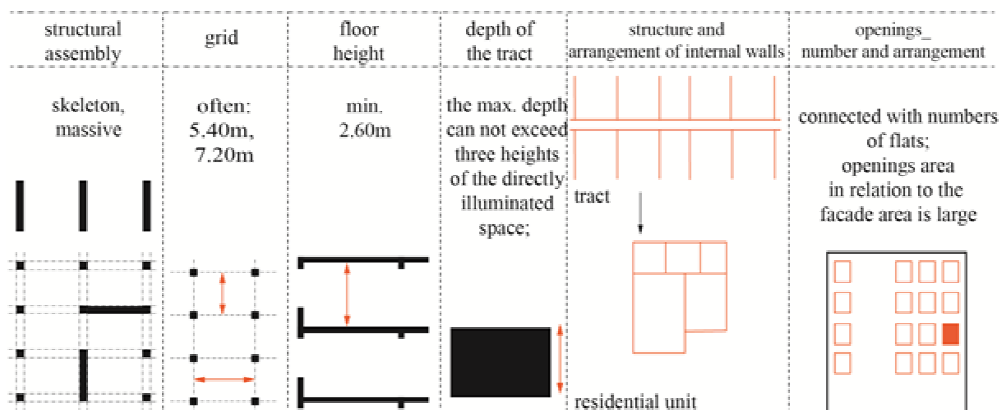 structural
assembly
grid
floor
height
depth of
the tract
structure and
arrangement of internal walls
openings_
number and arrangement
skeleton,
massive
often:
5.40m,
7.20m
min.
2.60m
the max. depth
can not exceed
three heights
of the directly
illuminated
space;
tract
residential unit
connected with numbers
of flats;
openings area
in relation to the
facade area is large